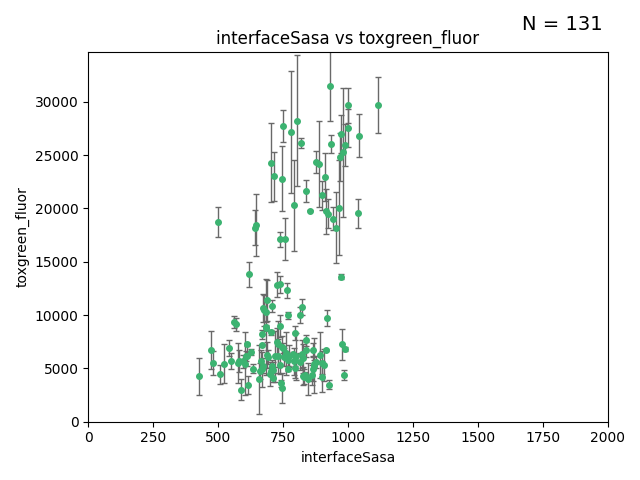 N = 131
interfaceSasa vs toxgreen_fluor
toxgreen_fluor
30000
25000
20000
15000
10000
5000
0
0 250 500 750 1000 1250 1500 1750 2000
interfaceSasa